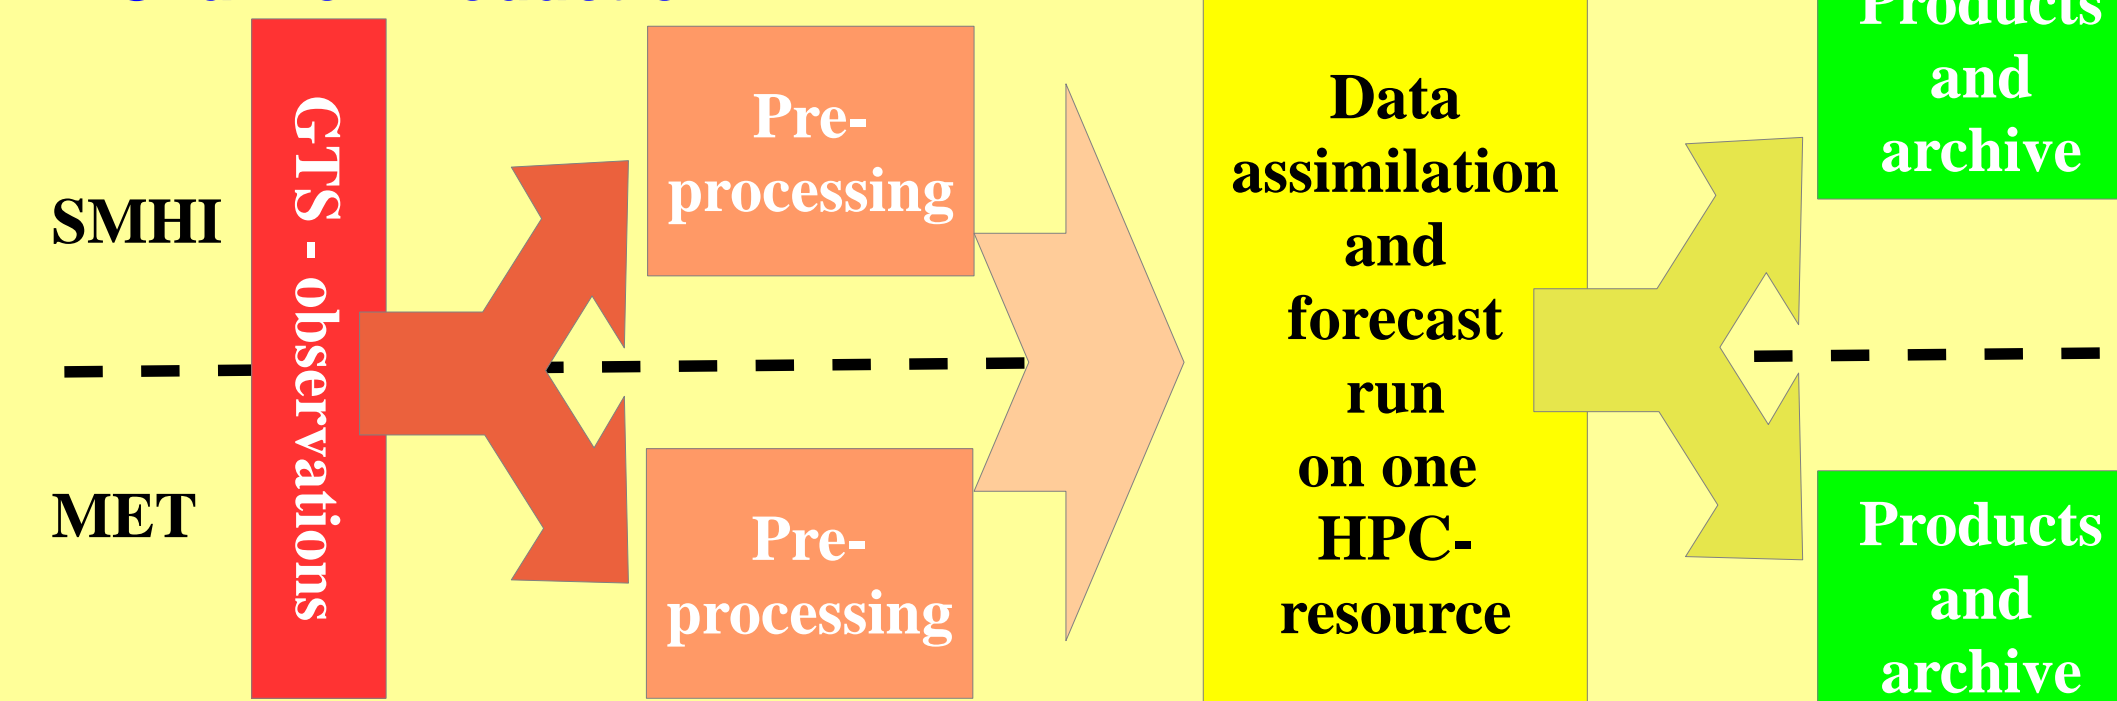 SMHI
MET
GTS - observations
Pre-
processing
Pre-
processing
Data
assimilation
and
forecast
run
on one
HPC-
resource
Products
and
archive
Products
and
archive